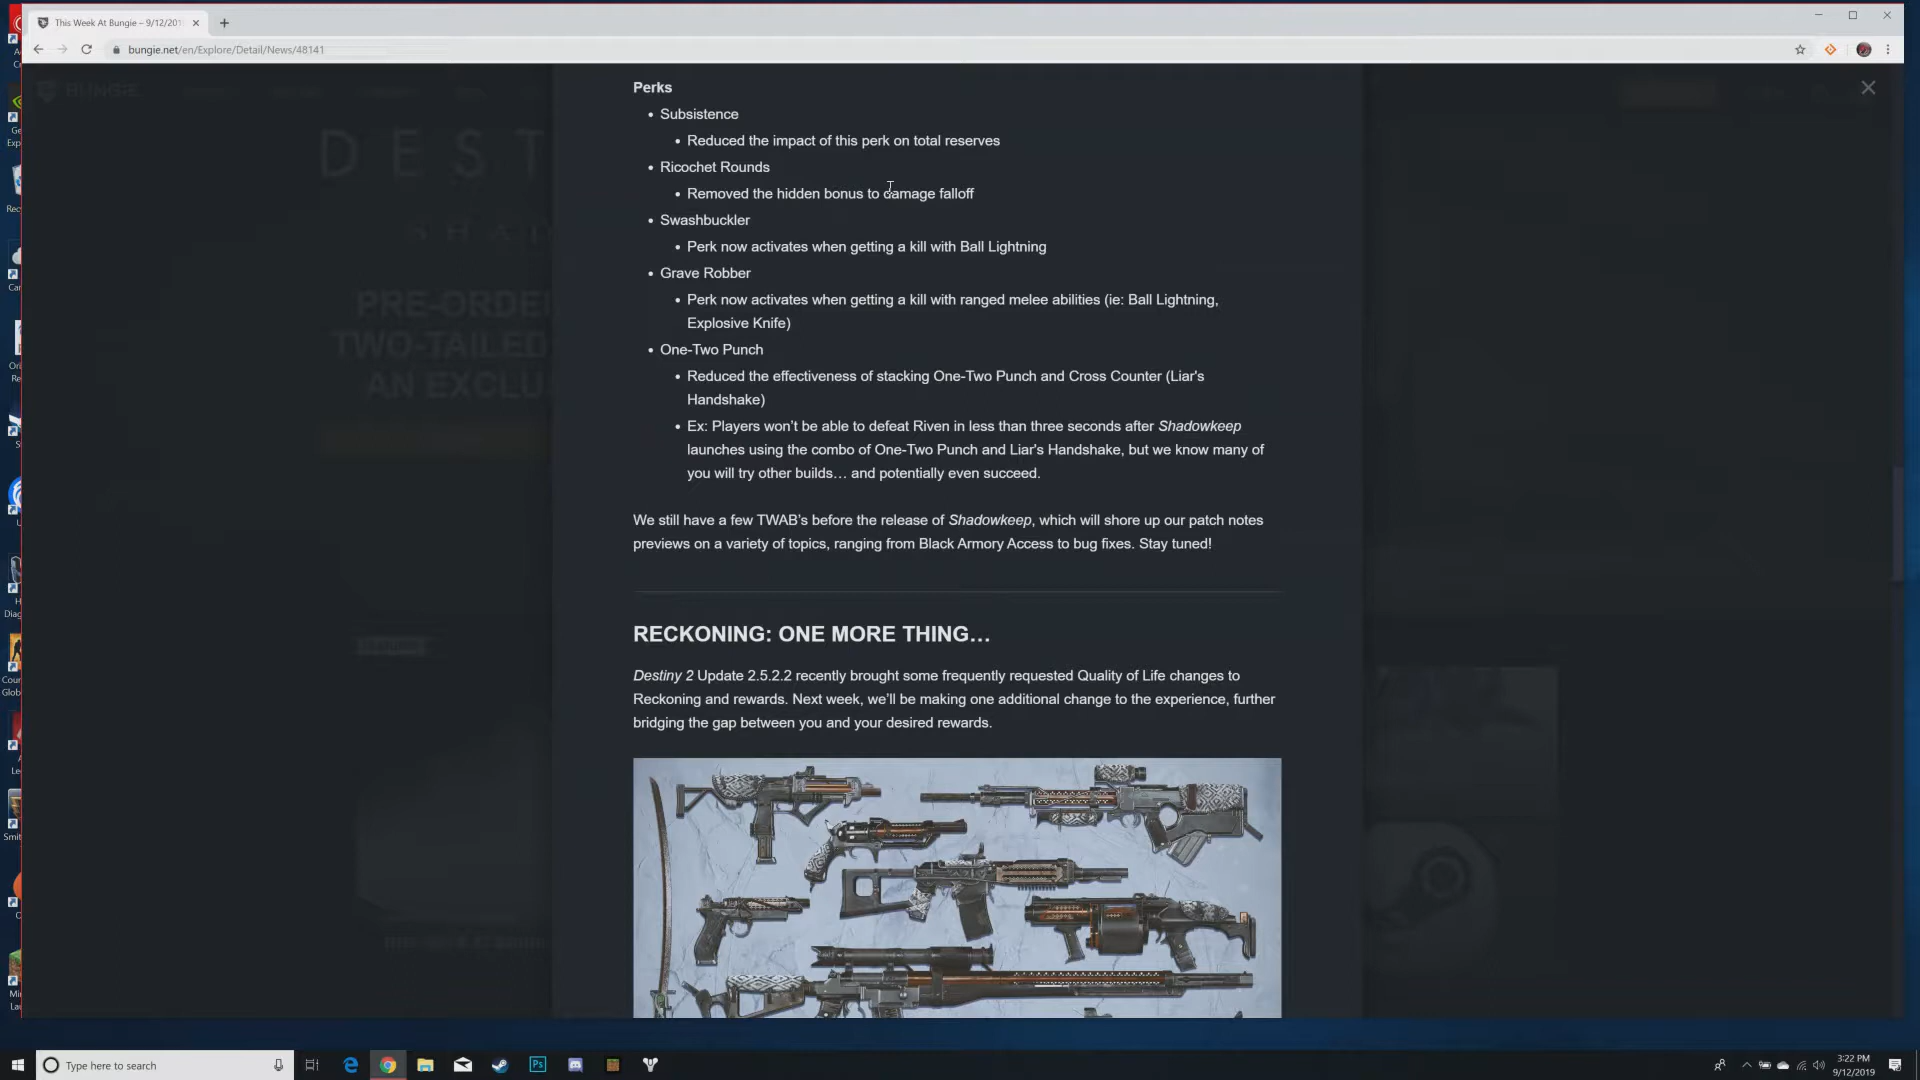 This Week At Bungie – 9/12/201
bungie.net/en/Explore/Detail/News/48141
BUNGIE
DEST
SHA
PRE-ORDE
TWO-TAILED
AN EXCLU
Perks
• Subsistence
• Reduced the impact of this perk on total reserves
• Ricochet Rounds
• Removed the hidden bonus to damage falloff
• Swashbuckler
• Perk now activates when getting a kill with Ball Lightning
• Grave Robber
• Perk now activates when getting a kill with ranged melee abilities (ie: Ball Lightning,
Explosive Knife)
• One-Two Punch
• Reduced the effectiveness of stacking One-Two Punch and Cross Counter (Liar's
Handshake)
• Ex: Players won't be able to defeat Riven in less than three seconds after Shadowkeep
launches using the combo of One-Two Punch and Liar's Handshake, but we know many of
you will try other builds… and potentially even succeed.
We still have a few TWAB's before the release of Shadowkeep, which will shore up our patch notes
previews on a variety of topics, ranging from Black Armory Access to bug fixes. Stay tuned!
RECKONING: ONE MORE THING…
Destiny 2 Update 2.5.2.2 recently brought some frequently requested Quality of Life changes to
Reckoning and rewards. Next week, we'll be making one additional change to the experience, further
bridging the gap between you and your desired rewards.
Type here to search
Ps
3:22 PM
9/12/2019